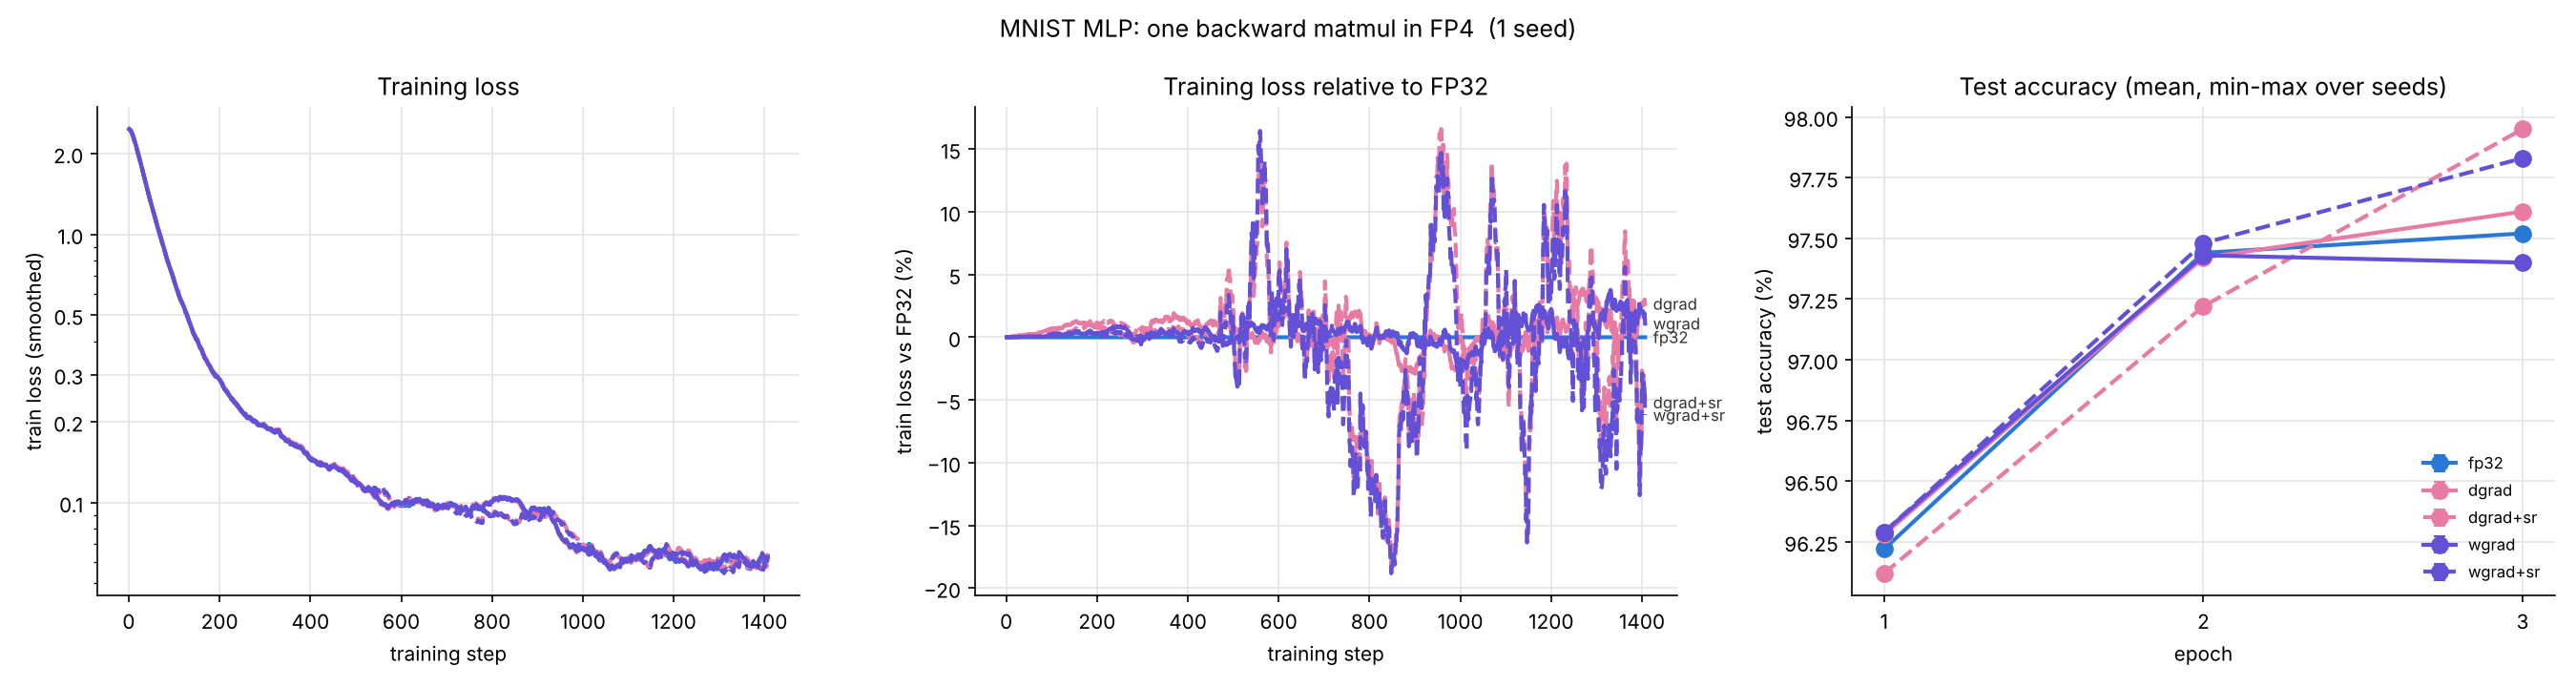 MNIST MLP: one backward matmul in FP4 (1 seed)
Training loss
train loss (smoothed)
2.0
1.0
0.5
0.3
0.2
0.1
0 200 400 600 800 1000 1200 1400
training step
Training loss relative to FP32
train loss vs FP32 (%)
15
10
5
0
−5
−10
−15
−20
dgrad
wgrad
fp32
dgrad+sr
wgrad+sr
0 200 400 600 800 1000 1200 1400
training step
Test accuracy (mean, min-max over seeds)
test accuracy (%)
98.00
97.75
97.50
97.25
97.00
96.75
96.50
96.25
fp32
dgrad
dgrad+sr
wgrad
wgrad+sr
1 2 3
epoch